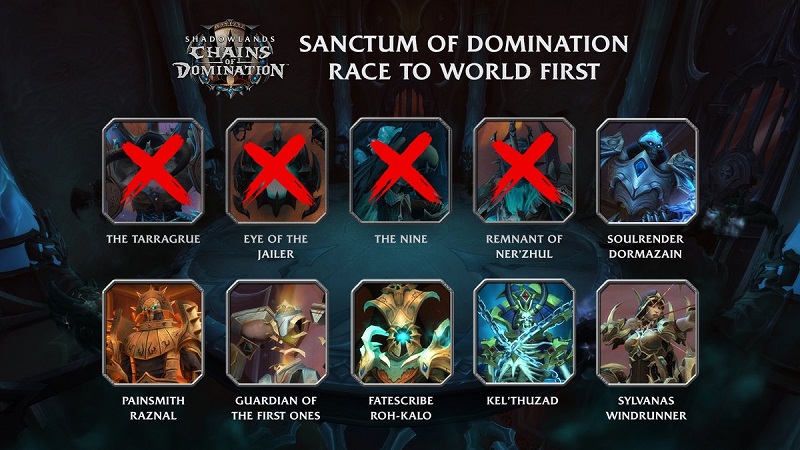 SHADOWLANDS
CHAINS
OF
DOMINATION
SANCTUM OF DOMINATION
RACE TO WORLD FIRST
THE TARRAGRUE
EYE OF THE
JAILER
THE NINE
REMNANT OF
NER'ZHUL
SOULRENDER
DORMAZAIN
PAINSMITH
RAZNAL
GUARDIAN OF
THE FIRST ONES
FATESCRIBE
ROH-KALO
KEL'THUZAD
SYLVANAS
WINDRUNNER